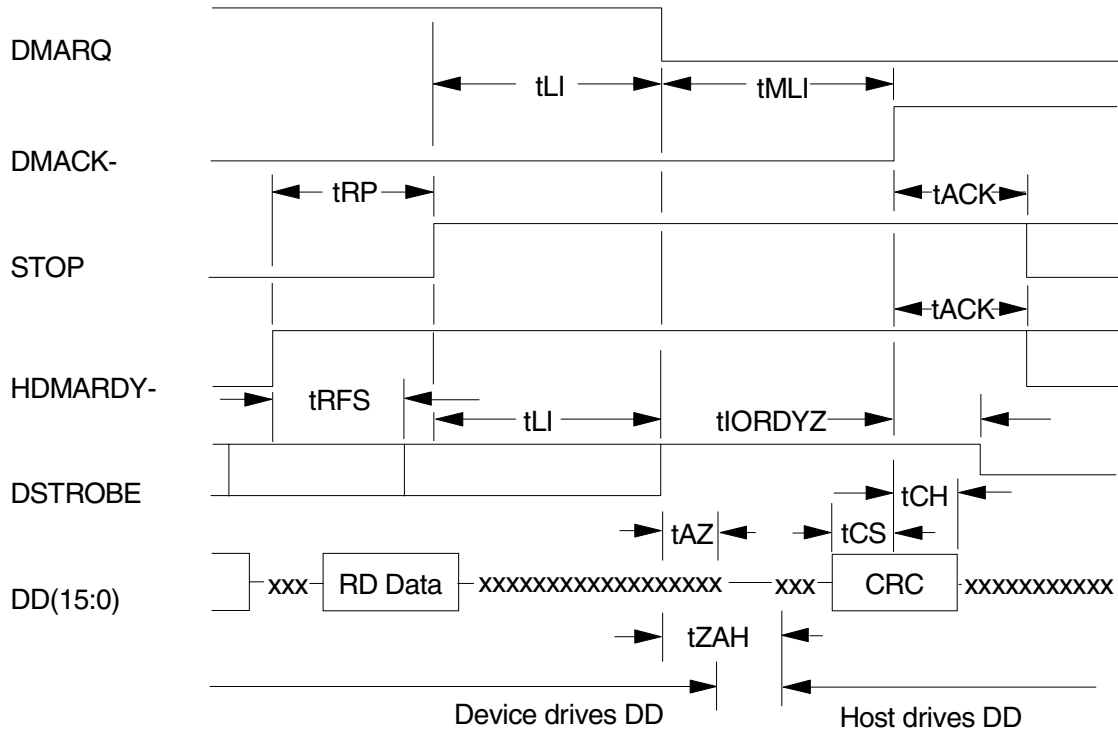 DMARQ
tLI
tMLI
DMACK-
tRP
tACK
STOP
tACK
HDMARDY-
tRFS
tLI
tIORDYZ
DSTROBE
tCH
tAZ
tCS
DD(15:0)
xxx
RD Data
xxxxxxxxxxxxxxxxxx
xxx
CRC
xxxxxxxxxxx
tZAH
Device drives DD
Host drives DD